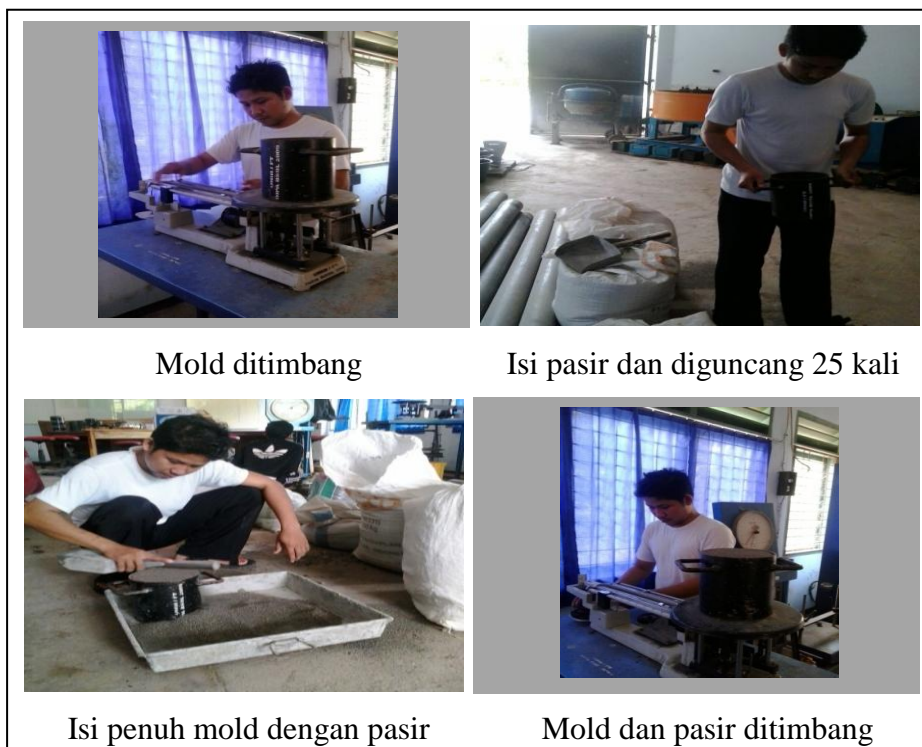 Mold ditimbang
Isi pasir dan diguncang 25 kali
Isi penuh mold dengan pasir
Mold dan pasir ditimbang